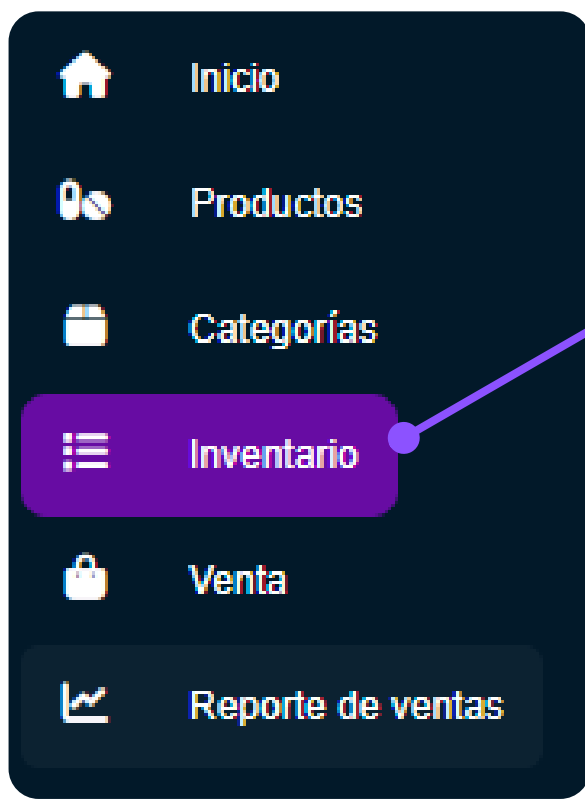 Inicio
Productos
Categorías
Inventario
Venta
Reporte de ventas